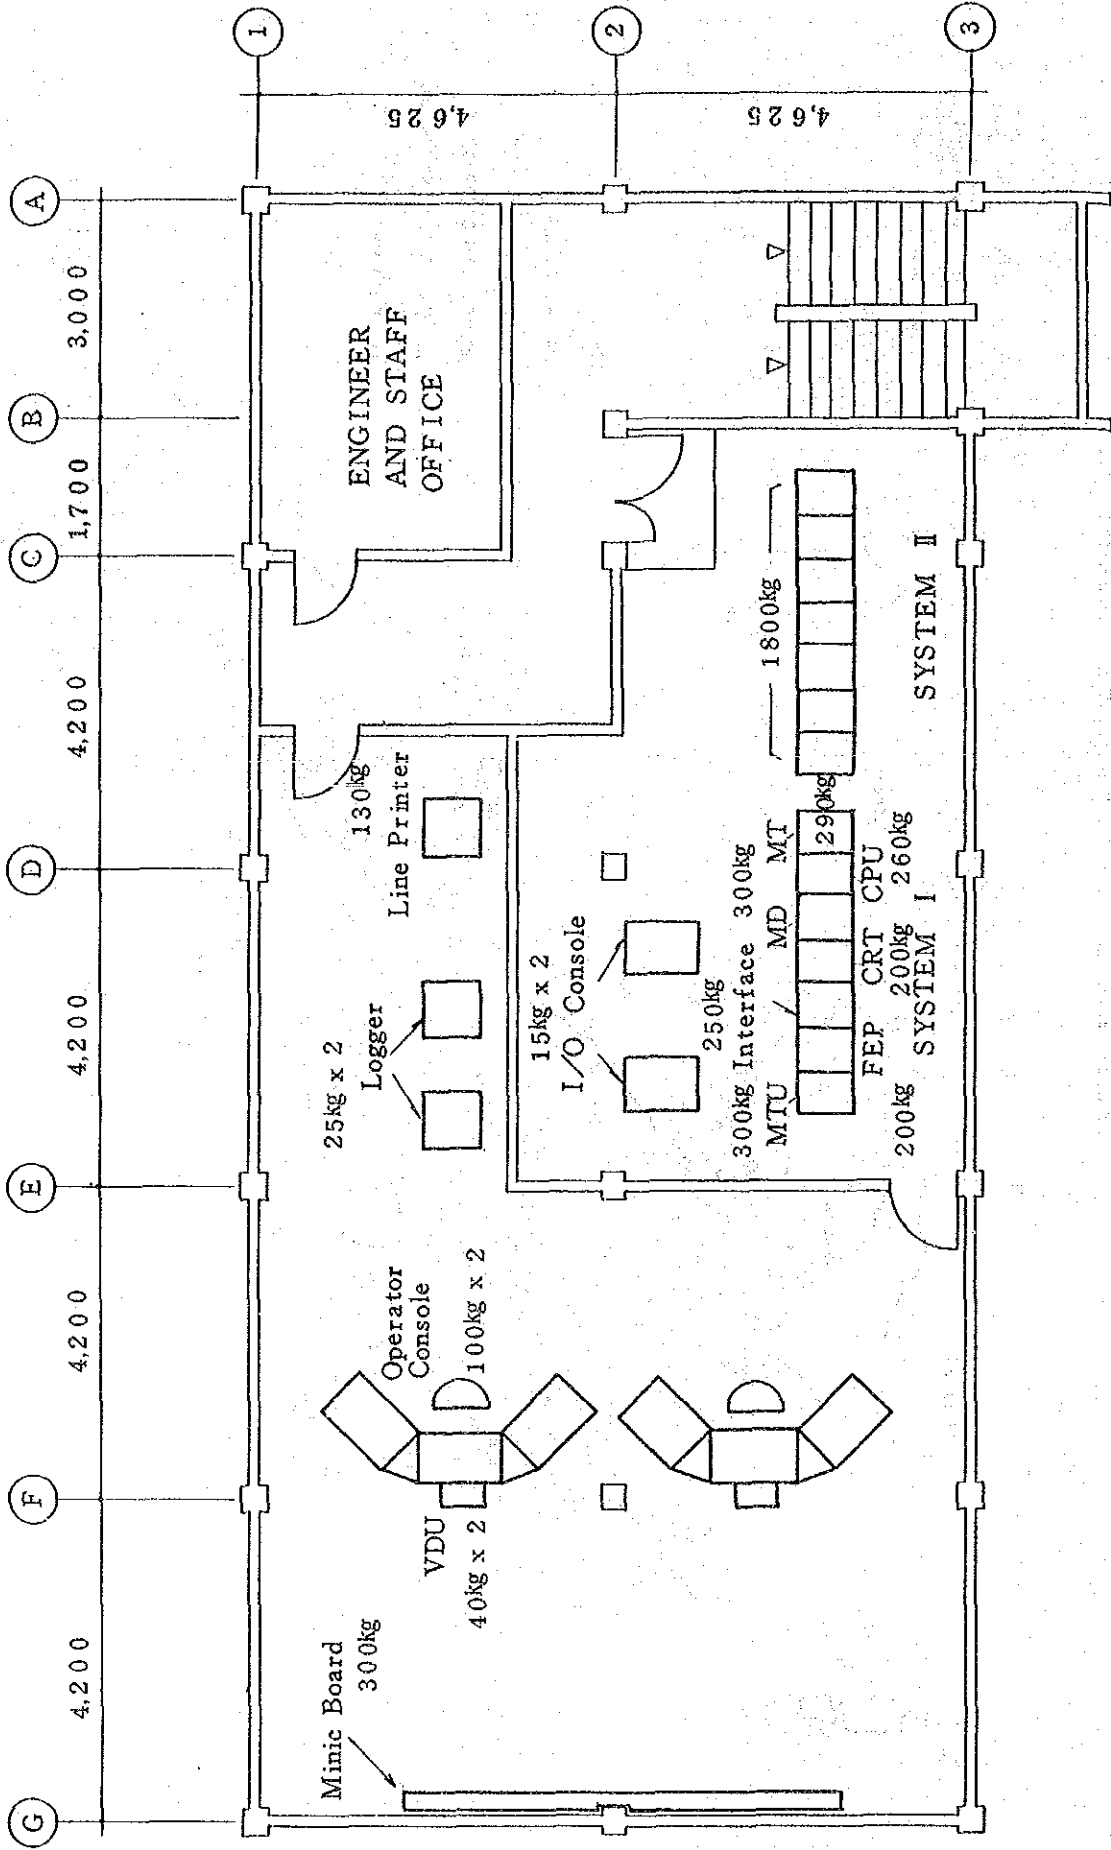 G F E D C B A
4,200 4,200 4,200 4,200 1,700 3,000
1
4,625
2
4,625
3
Minic Board
300kg
VDU
40kg x 2
Operator
Console
100kg x 2
25kg x 2
Logger
130kg
Line Printer
ENGINEER
AND STAFF
OFFICE
15kg x 2
I/O Console
250kg
300kg Interface 300kg
MTU MD MT
290kg
FEP CRT CPU
200kg 200kg 260kg
SYSTEM I
1800kg
SYSTEM II